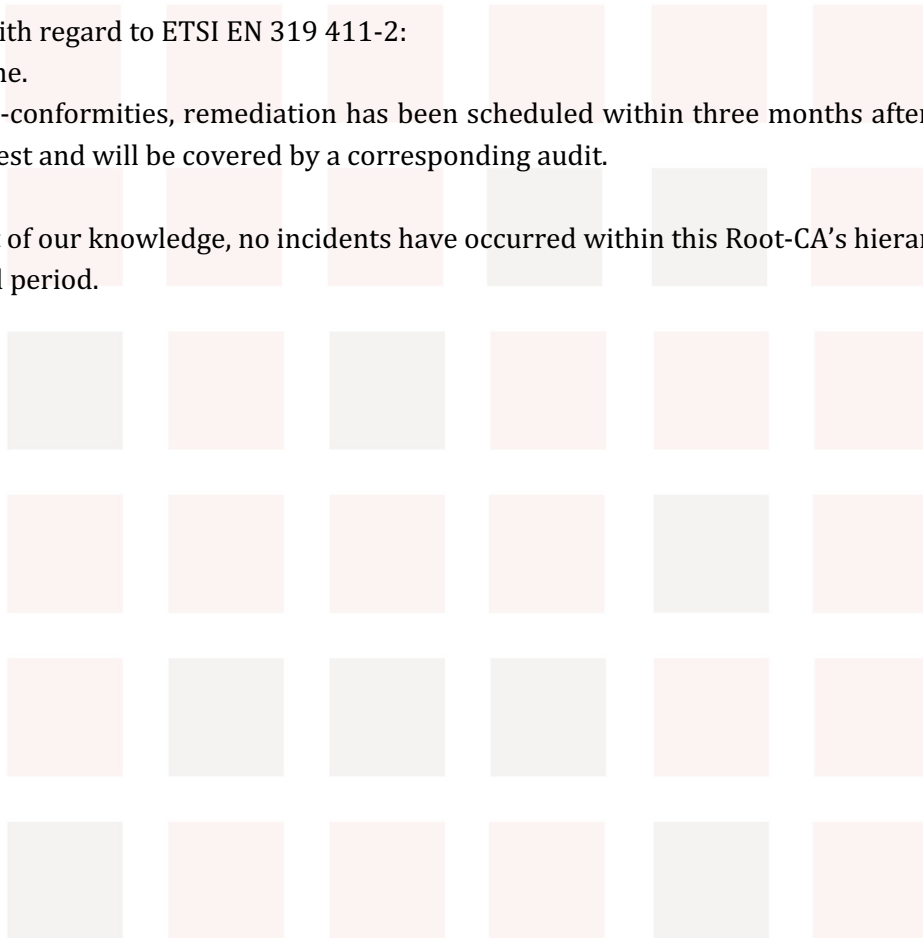 ith regard to ETSI EN 319 411-2:
ne.
-conformities, remediation has been scheduled within three months after
est and will be covered by a corresponding audit.
of our knowledge, no incidents have occurred within this Root-CA’s hierar
period.